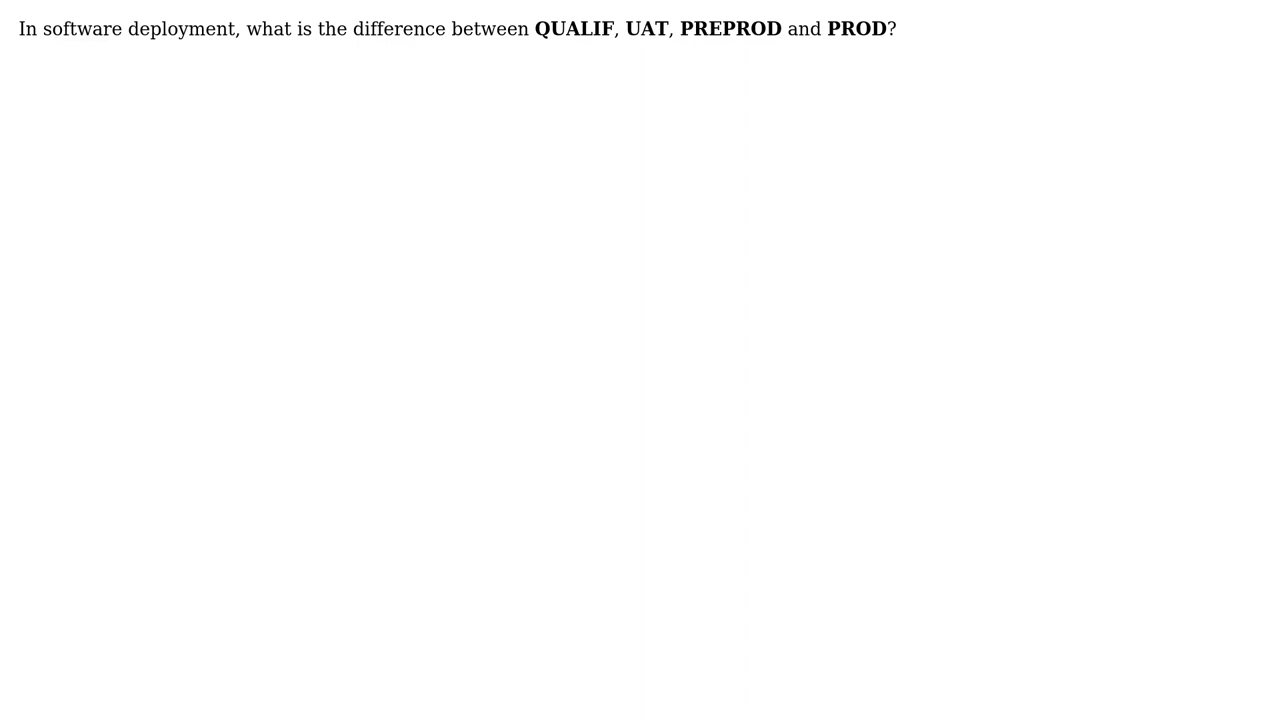 In software deployment, what is the difference between QUALIF, UAT, PREPROD and PROD?